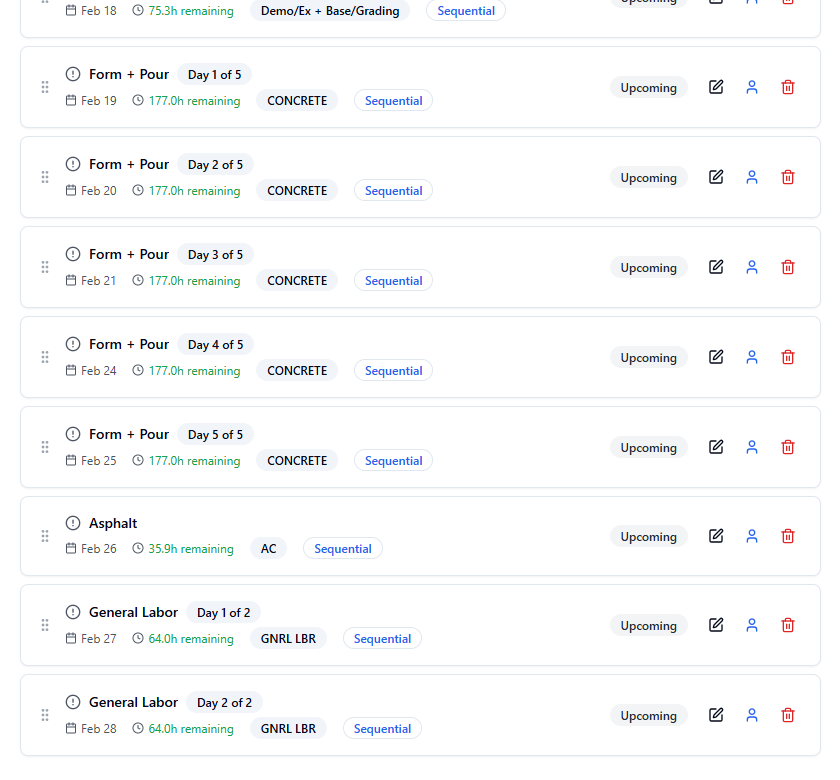 Feb 18 75.3h remaining Demo/Ex + Base/Grading Sequential Upcoming
Form + Pour Day 1 of 5
Feb 19 177.0h remaining CONCRETE Sequential Upcoming
Form + Pour Day 2 of 5
Feb 20 177.0h remaining CONCRETE Sequential Upcoming
Form + Pour Day 3 of 5
Feb 21 177.0h remaining CONCRETE Sequential Upcoming
Form + Pour Day 4 of 5
Feb 24 177.0h remaining CONCRETE Sequential Upcoming
Form + Pour Day 5 of 5
Feb 25 177.0h remaining CONCRETE Sequential Upcoming
Asphalt
Feb 26 35.9h remaining AC Sequential Upcoming
General Labor Day 1 of 2
Feb 27 64.0h remaining GNRL LBR Sequential Upcoming
General Labor Day 2 of 2
Feb 28 64.0h remaining GNRL LBR Sequential Upcoming